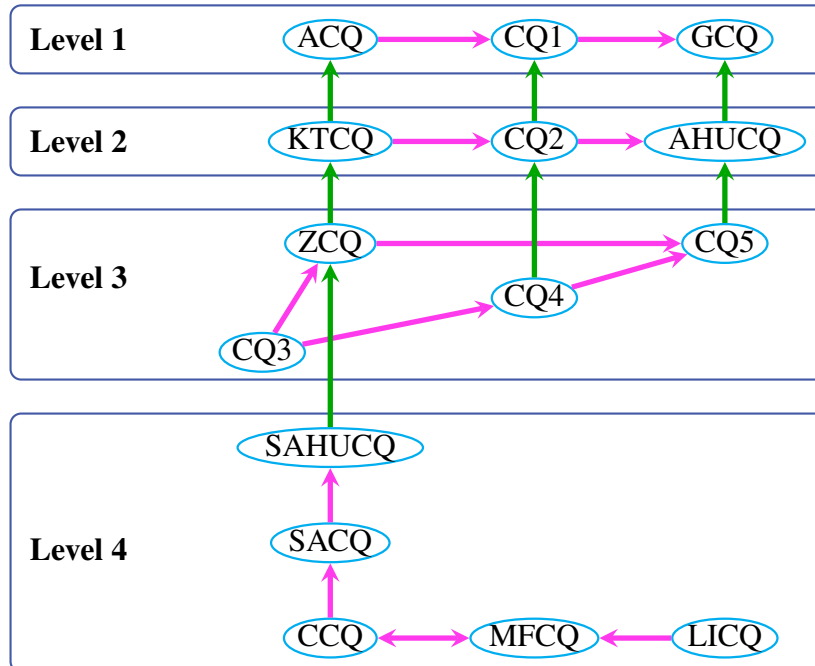 Level 1
ACQ
CQ1
GCQ
Level 2
KTCQ
CQ2
AHUCQ
Level 3
ZCQ
CQ5
CQ4
CQ3
Level 4
SAHUCQ
SACQ
CCQ
MFCQ
LICQ